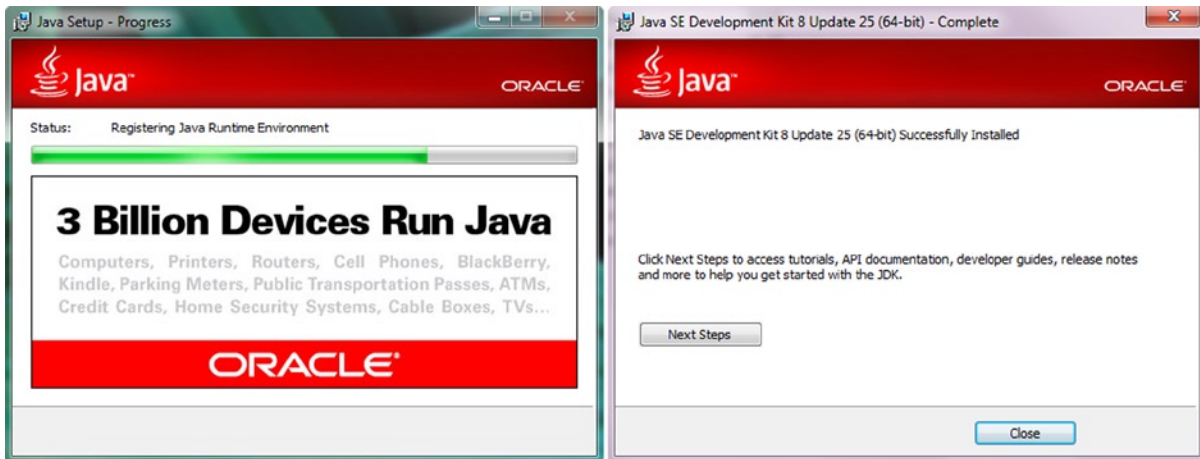 Java Setup - Progress
Java™
ORACLE®
Status: Registering Java Runtime Environment
3 Billion Devices Run Java
Computers, Printers, Routers, Cell Phones, BlackBerry,
Kindle, Parking Meters, Public Transportation Passes, ATMs,
Credit Cards, Home Security Systems, Cable Boxes, TVs...
ORACLE®
Java SE Development Kit 8 Update 25 (64-bit) - Complete
Java™
ORACLE®
Java SE Development Kit 8 Update 25 (64-bit) Successfully Installed
Click Next Steps to access tutorials, API documentation, developer guides, release notes
and more to help you get started with the JDK.
Next Steps
Close